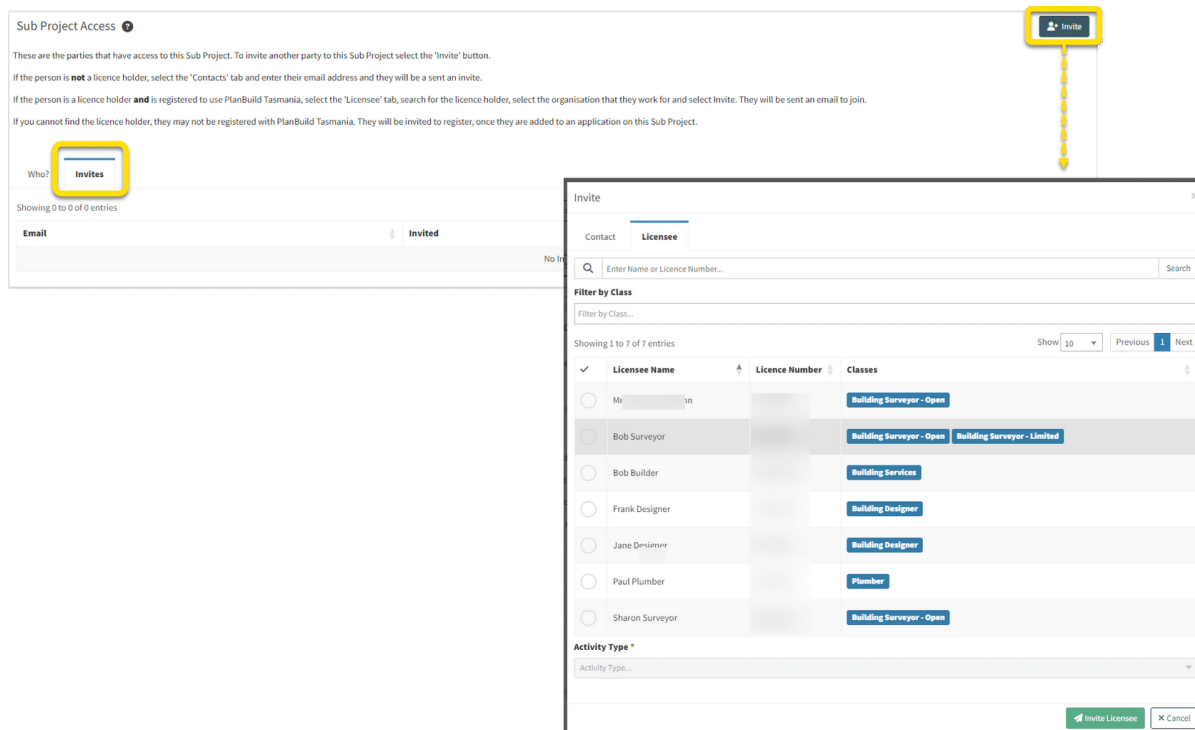 Sub Project Access
Invite
These are the parties that have access to this Sub Project. To invite another party to this Sub Project select the 'Invite' button.
If the person is not a licence holder, select the 'Contacts' tab and enter their email address and they will be a sent an invite.
If the person is a licence holder and is registered to use PlanBuild Tasmania, select the 'Licensee' tab, search for the licence holder, select the organisation that they work for and select Invite. They will be sent an email to join.
If you cannot find the licence holder, they may not be registered with PlanBuild Tasmania. They will be invited to register, once they are added to an application on this Sub Project.
Who? Invites
Showing 0 to 0 of 0 entries
Email Invited
No In
Invite
Contact Licensee
Enter Name or Licence Number... Search
Filter by Class
Filter by Class...
Showing 1 to 7 of 7 entries Show 10 Previous 1 Next
Licensee Name Licence Number Classes
Building Surveyor - Open
Bob Surveyor Building Surveyor - Open Building Surveyor - Limited
Bob Builder Building Services
Frank Designer Building Designer
Jane Designer Building Designer
Paul Plumber Plumber
Sharon Surveyor Building Surveyor - Open
Activity Type *
Activity Type...
Invite Licensee × Cancel